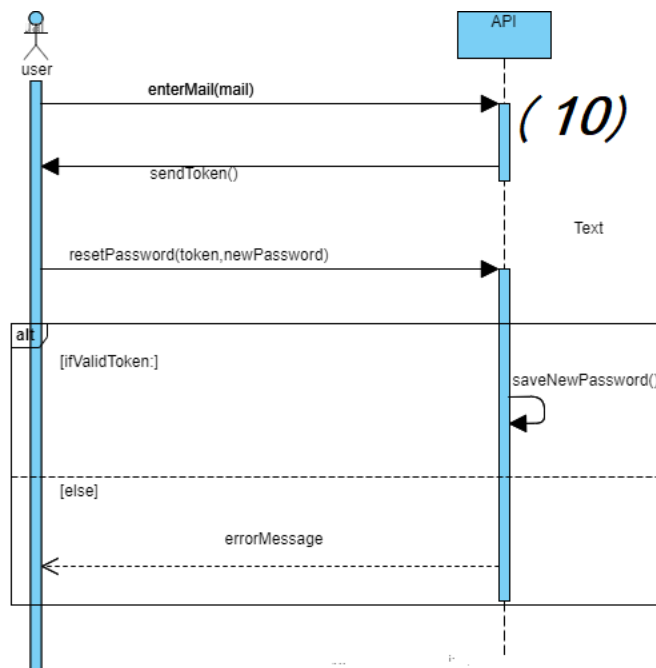 API
user
enterMail(mail)
( 10)
sendToken()
Text
resetPassword(token,newPassword)
alt
[ifValidToken:]
saveNewPassword()
[else]
errorMessage